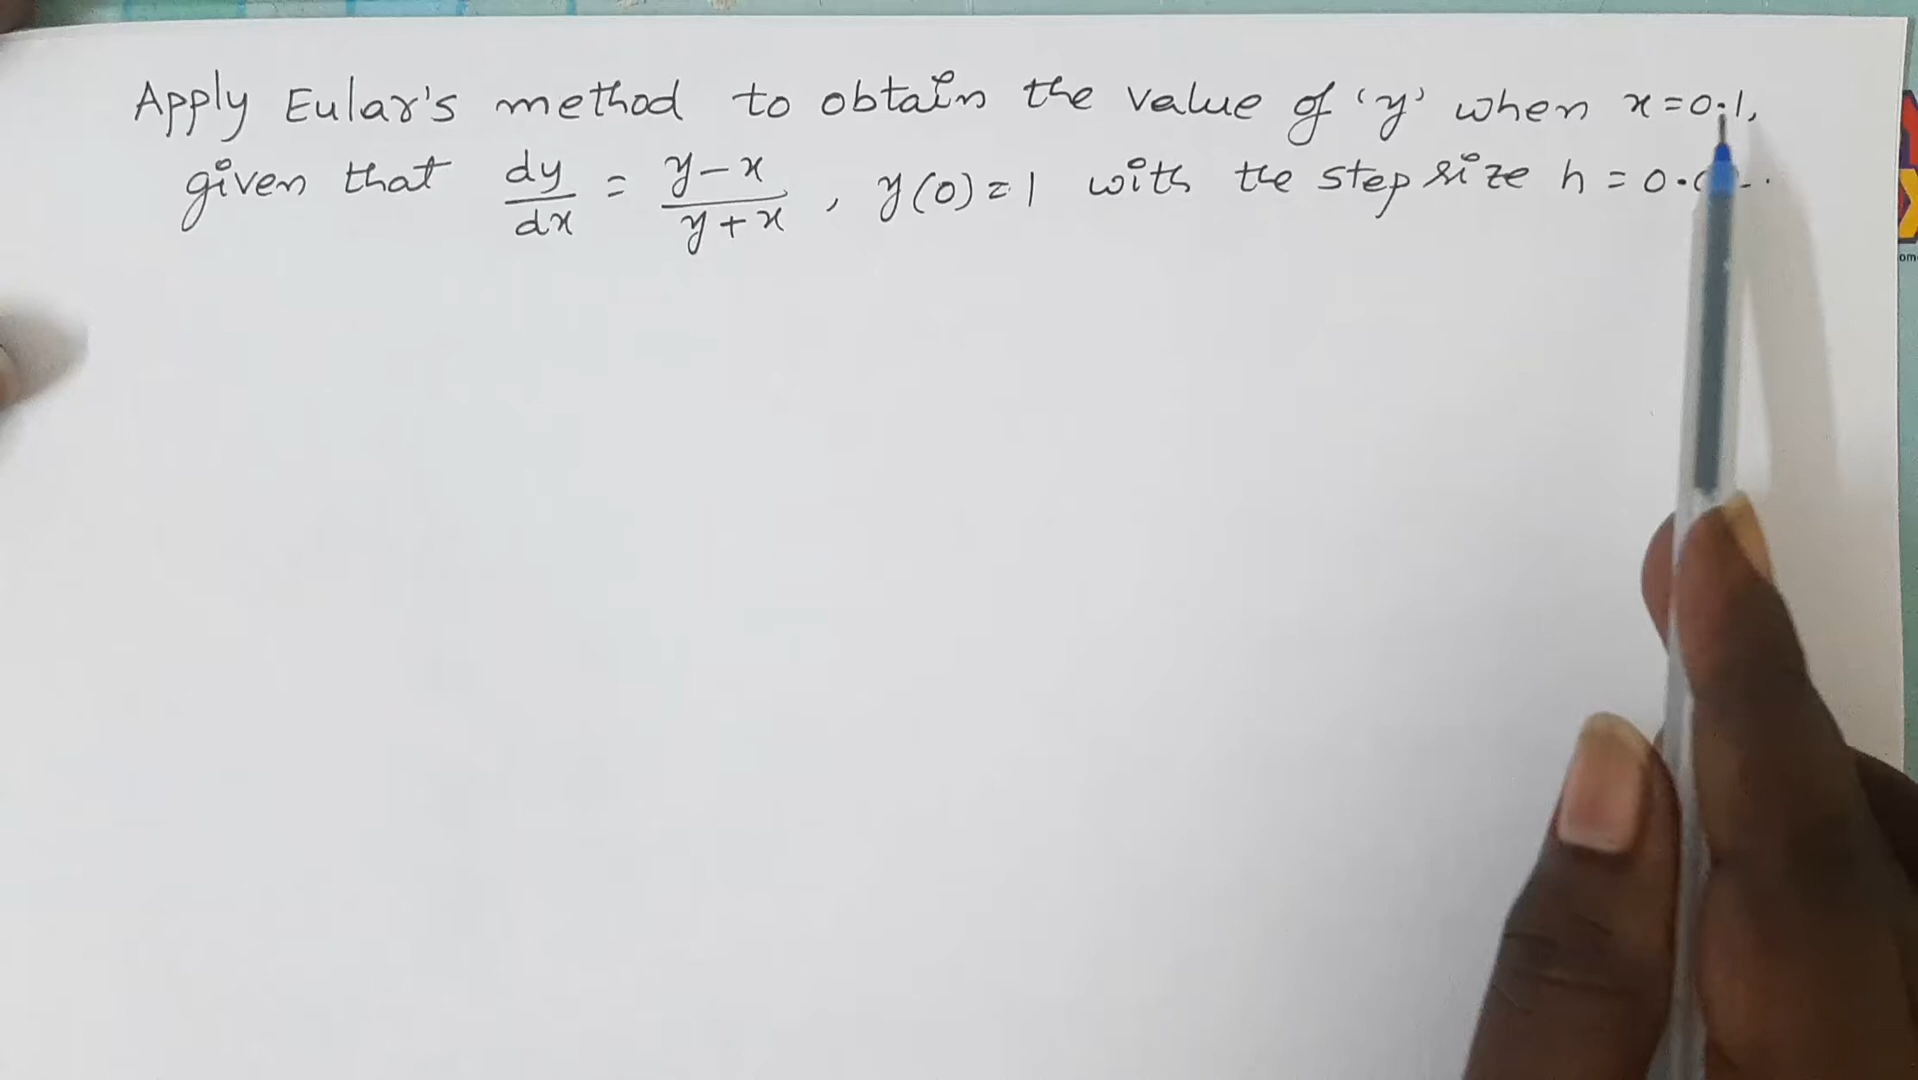 Apply Eular's method to obtain the value of 'y' when x=0.1,
given that dy/dx = y-x/y+x, y(0)=1 with the step size h =
om